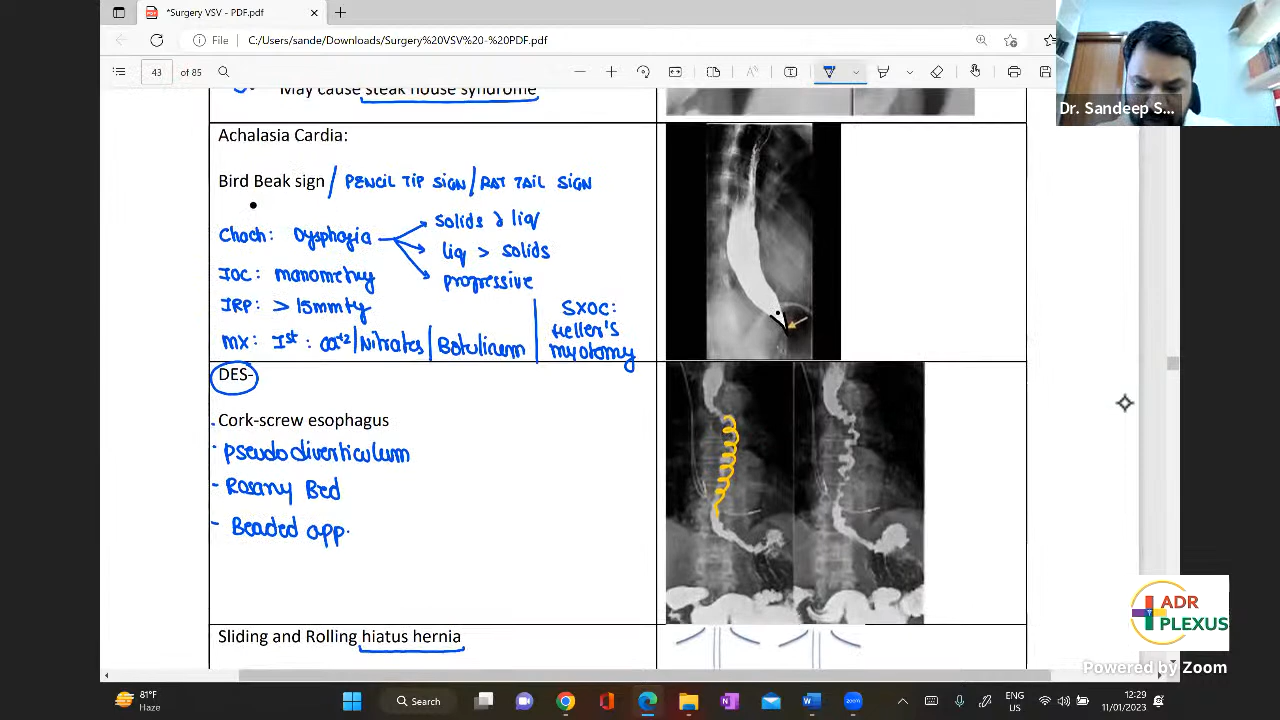 *Surgery VSV - PDF.pdf
File C:/Users/sande/Downloads/Surgery%20VSV%20-%20PDF.pdf
43 of 85
Dr. Sandeep S...
May cause steak house syndrome
Achalasia Cardia:
Bird Beak sign / PENCIL TIP SIGN / RAT TAIL SIGN
Choch: Dysphagia
solids & liq
liq > solids
progressive
IOC: manometry
IRP: > 15mmHg
MX: Ist: ca+2/Nitrates/Botulinum
SXOC:
Heller's
myotomy
DES-
Cork-screw esophagus
Pseudodiverticulum
- Rosary Bed
- Beaded app.
Sliding and Rolling hiatus hernia
ADR
PLEXUS
Powered by Zoom
81°F
Haze
Search
ENG
US
12:29
11/01/2023